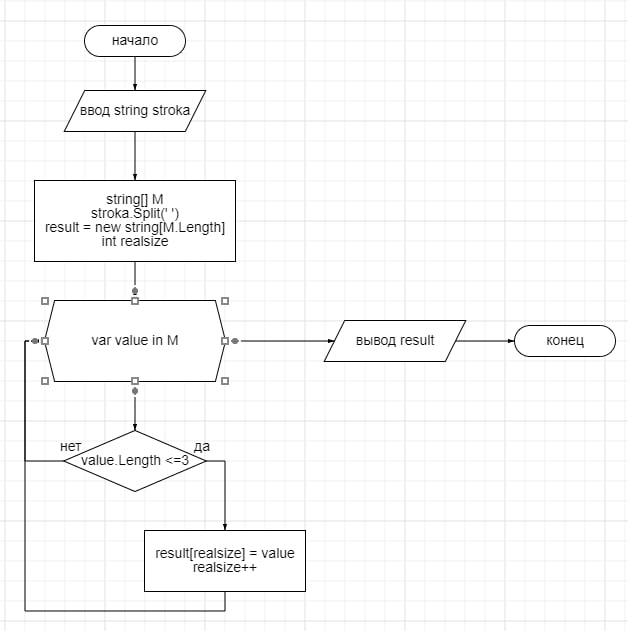 начало
ввод string stroka
string[] M
stroka.Split(' ')
result = new string[M.Length]
int realsize
var value in M
вывод result
конец
нет
да
value.Length <=3
result[realsize] = value
realsize++